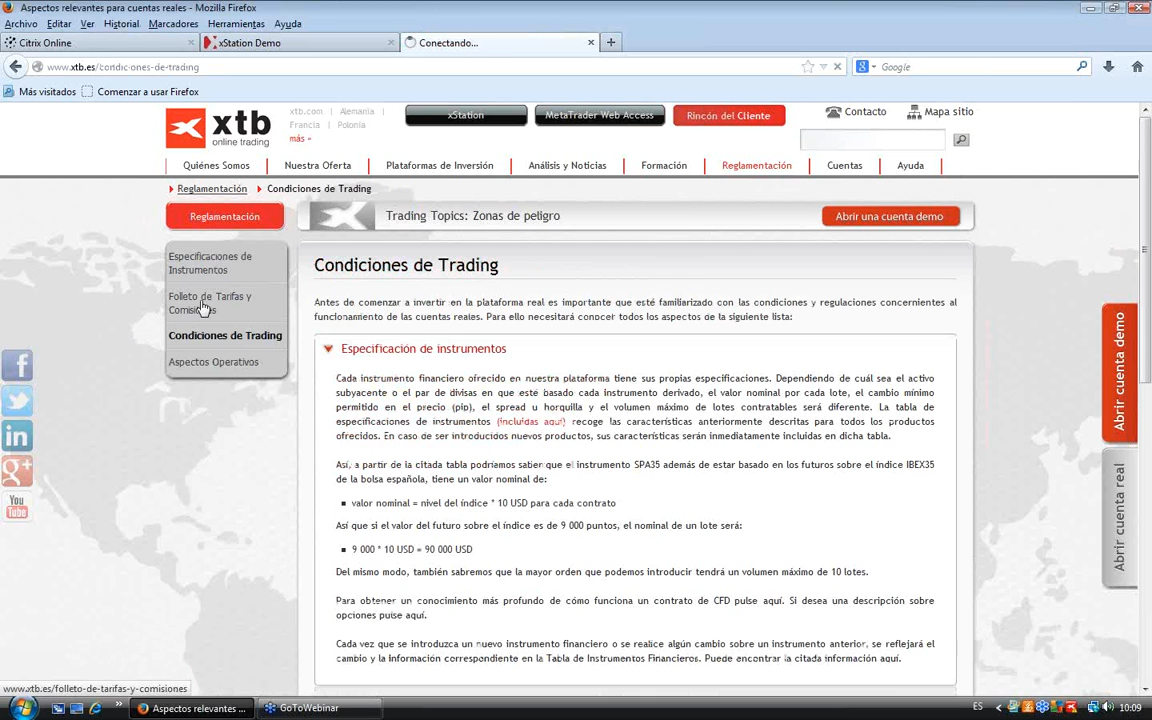 Aspectos relevantes para cuentas reales - Mozilla Firefox
Archivo Editar Ver Historial Marcadores Herramientas Ayuda
Citrix Online × xStation Demo × Conectando... × +
www.xtb.es/condiciones-de-trading Google
Más visitados Comenzar a usar Firefox
xtb online trading
xtb.com | Alemania |
Francia | Polonia
más »
xStation MetaTrader Web Access Rincón del Cliente
Contacto Mapa sitio
Quiénes Somos Nuestra Oferta Plataformas de Inversión Análisis y Noticias Formación Reglamentación Cuentas Ayuda
Reglamentación Condiciones de Trading
Reglamentación
Trading Topics: Zonas de peligro
Abrir una cuenta demo
Especificaciones de
Instrumentos
Folleto de Tarifas y
Comisiones
Condiciones de Trading
Aspectos Operativos
Condiciones de Trading
Antes de comenzar a invertir en la plataforma real es importante que esté familiarizado con las condiciones y regulaciones concernientes al
funcionamiento de las cuentas reales. Para ello necesitará conocer todos los aspectos de la siguiente lista:
Especificación de instrumentos
Cada instrumento financiero ofrecido en nuestra plataforma tiene sus propias especificaciones. Dependiendo de cuál sea el activo
subyacente o el par de divisas en que esté basado cada instrumento derivado, el valor nominal por cada lote, el cambio mínimo
permitido en el precio (pip), el spread u horquilla y el volumen máximo de lotes contratables será diferente. La tabla de
especificaciones de instrumentos (incluidas aquí) recoge las características anteriormente descritas para todos los productos
ofrecidos. En caso de ser introducidos nuevos productos, sus características serán inmediatamente incluidas en dicha tabla.
Así, a partir de la citada tabla podríamos saber que el instrumento SPA35 además de estar basado en los futuros sobre el índice IBEX35
de la bolsa española, tiene un valor nominal de:
valor nominal = nivel del índice * 10 USD para cada contrato
Así que si el valor del futuro sobre el índice es de 9 000 puntos, el nominal de un lote será:
9 000 * 10 USD = 90 000 USD
Del mismo modo, también sabremos que la mayor orden que podemos introducir tendrá un volumen máximo de 10 lotes.
Para obtener un conocimiento más profundo de cómo funciona un contrato de CFD pulse aquí. Si desea una descripción sobre
opciones pulse aquí.
Cada vez que se introduzca un nuevo instrumento financiero o se realice algún cambio sobre un instrumento anterior, se reflejará el
cambio y la información correspondiente en la Tabla de Instrumentos Financieros. Puede encontrar la citada información aquí.
Abrir cuenta demo
Abrir cuenta real
You Tube
www.xtb.es/folleto-de-tarifas-y-comisiones
Aspectos relevantes ... GoToWebinar ES 10:09